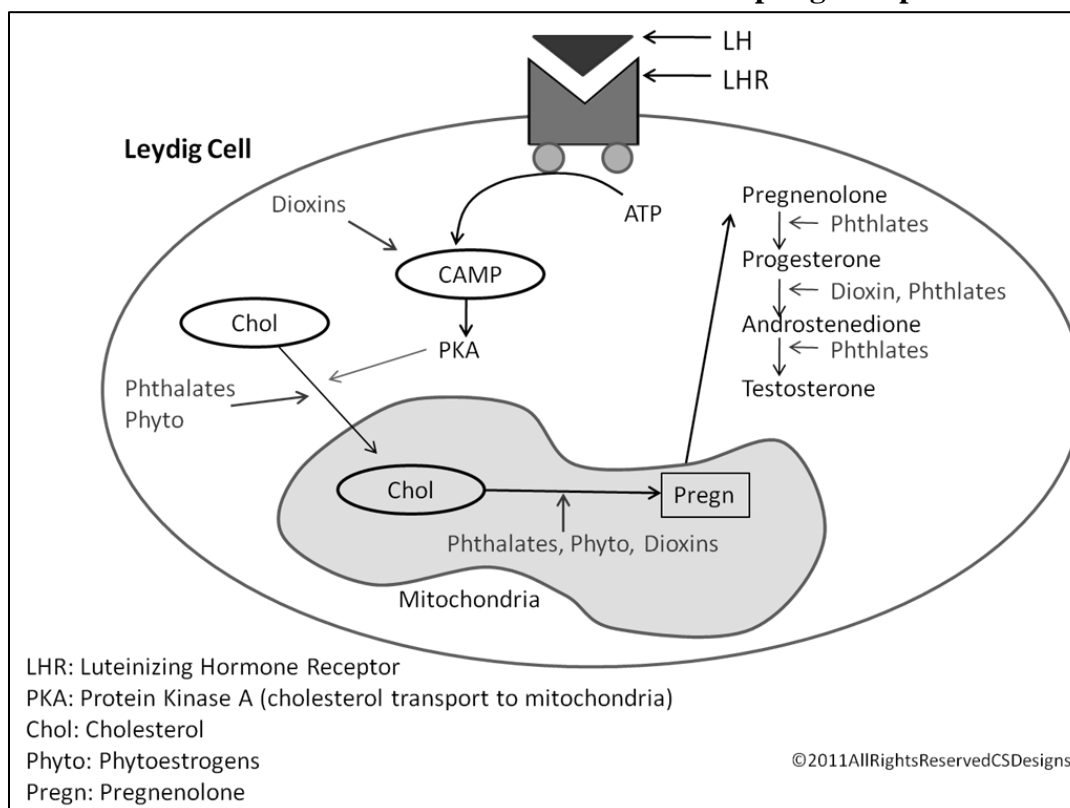 LH
LHR
Leydig Cell
Dioxins
ATP
CAMP
PKA
Chol
Phthalates
Phyto
Pregnenolone
Phthlates
Progesterone
Dioxin, Phthlates
Androstenedione
Phthlates
Testosterone
Chol
Pregn
Phthalates, Phyto, Dioxins
Mitochondria
LHR: Luteinizing Hormone Receptor
PKA: Protein Kinase A (cholesterol transport to mitochondria)
Chol: Cholesterol
Phyto: Phytoestrogens
Pregn: Pregnenolone
©2011AllRightsReservedCSDesigns